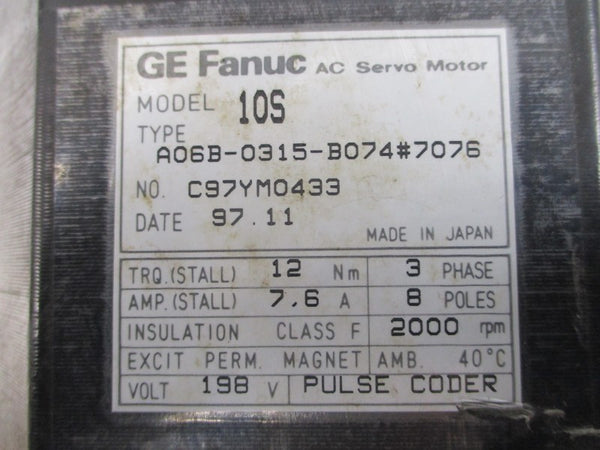 GE Fanuc AC Servo Motor
MODEL 10S
TYPE
A06B-0315-B074#7076
NO. C97YM0433
DATE 97.11
MADE IN JAPAN
TRQ.(STALL) 12 Nm 3 PHASE
AMP.(STALL) 7.6 A 8 POLES
INSULATION CLASS F 2000 rpm
EXCIT PERM. MAGNET AMB. 40°C
VOLT 198 V PULSE CODER